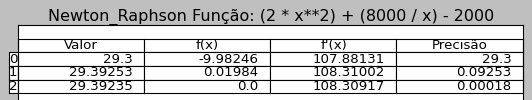 Newton_Raphson Função: (2 * x**2) + (8000 / x) - 2000
Valor f(x) f'(x) Precisão
0 29.3 -9.98246 107.88131 29.3
1 29.39253 0.01984 108.31002 0.09253
2 29.39235 0.0 108.30917 0.00018